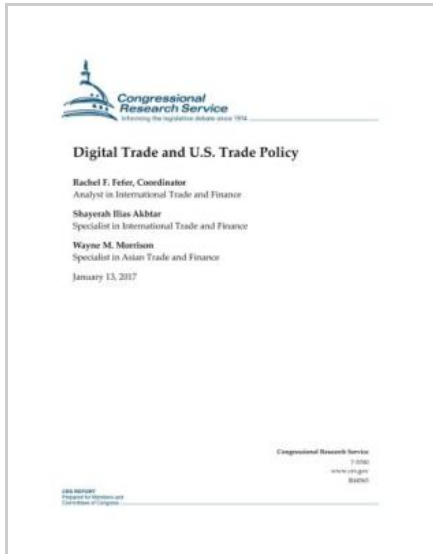 Congressional
Research Service
Informing the legislative debate since 1914
Digital Trade and U.S. Trade Policy
Rachel F. Fefer, Coordinator
Analyst in International Trade and Finance
Shayerah Ilias Akhtar
Specialist in International Trade and Finance
Wayne M. Morrison
Specialist in Asian Trade and Finance
January 13, 2017
Congressional Research Service
7-5700
www.crs.gov
CRS REPORT
Prepared for Members and
Committees of Congress